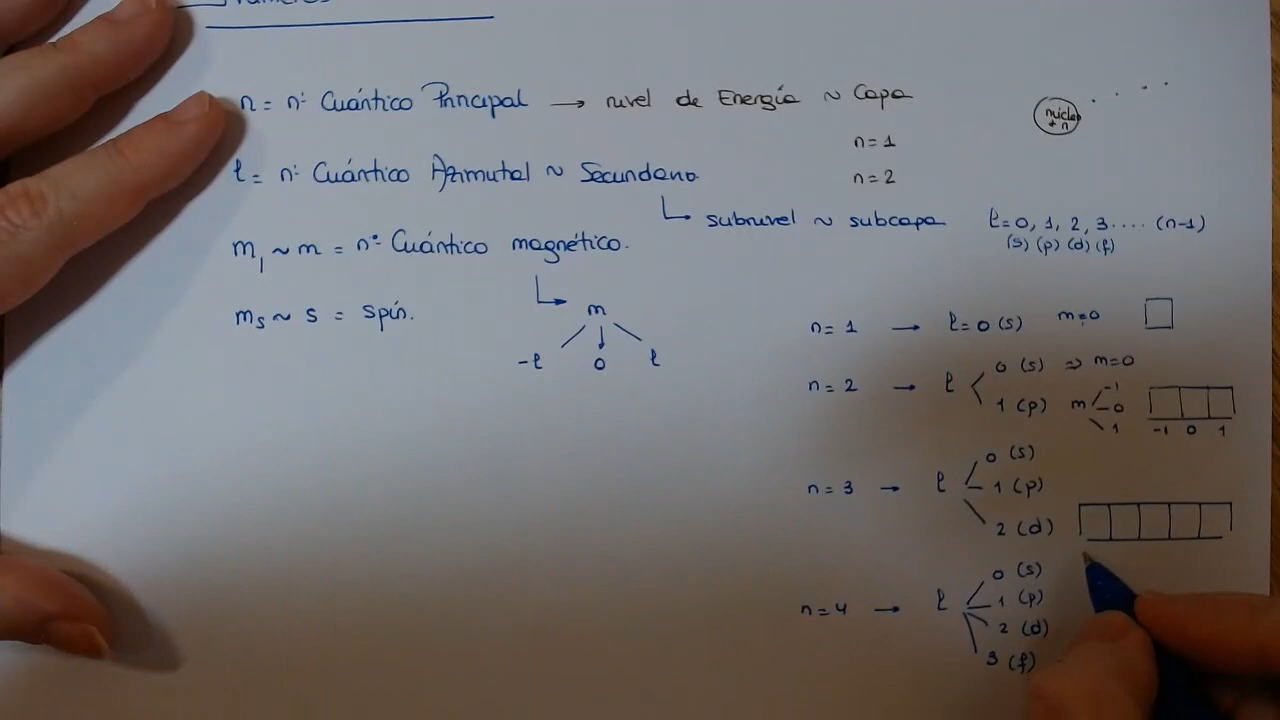 n = nº Cuántico Principal → nivel de Energía ~ Capa
núcleo
+ n
n = 1
n = 2
l = nº Cuántico Azimutal ~ Secundario
↳ subnivel ~ subcapa l = 0, 1, 2, 3.... (n-1)
(s) (p) (d) (f)
m_l ~ m = nº Cuántico magnético.
↳ m
-l 0 l
m_s ~ s = spín.
n = 1 → l = 0 (s) m = 0
n = 2 → l 0 (s) ⇒ m = 0
1 (p) m -1 0 1
-1 0 1
n = 3 → l 0 (s)
1 (p)
2 (d)
n = 4 → l 0 (s)
1 (p)
2 (d)
3 (f)